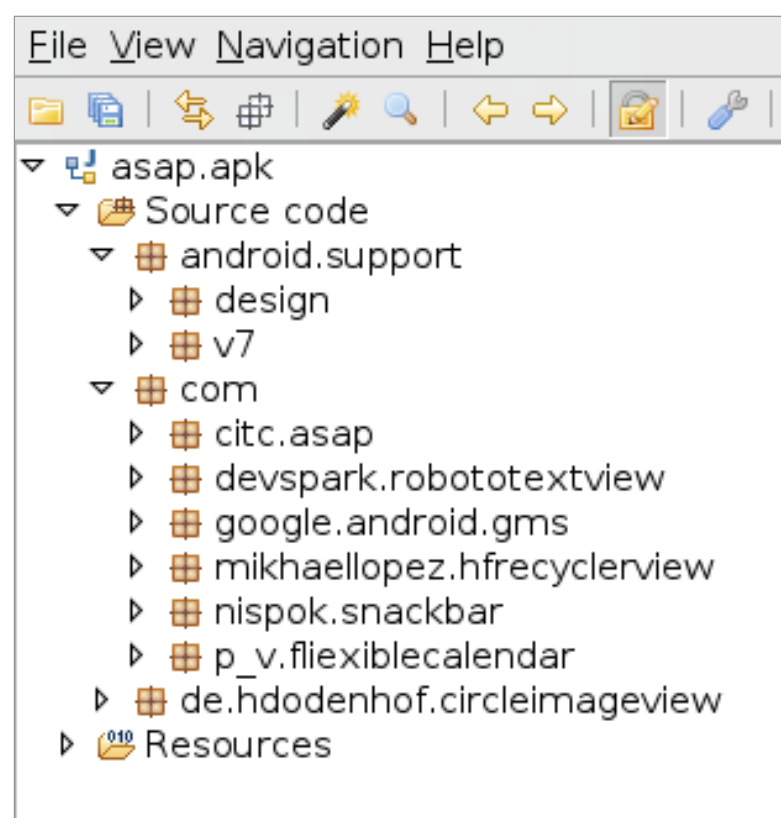 File View Navigation Help
asap.apk
Source code
android.support
design
v7
com
citc.asap
devspark.robototextview
google.android.gms
mikhaellopez.hfrecyclerview
nispok.snackbar
p_v.fliexiblecalendar
de.hdodenhof.circleimageview
010 Resources